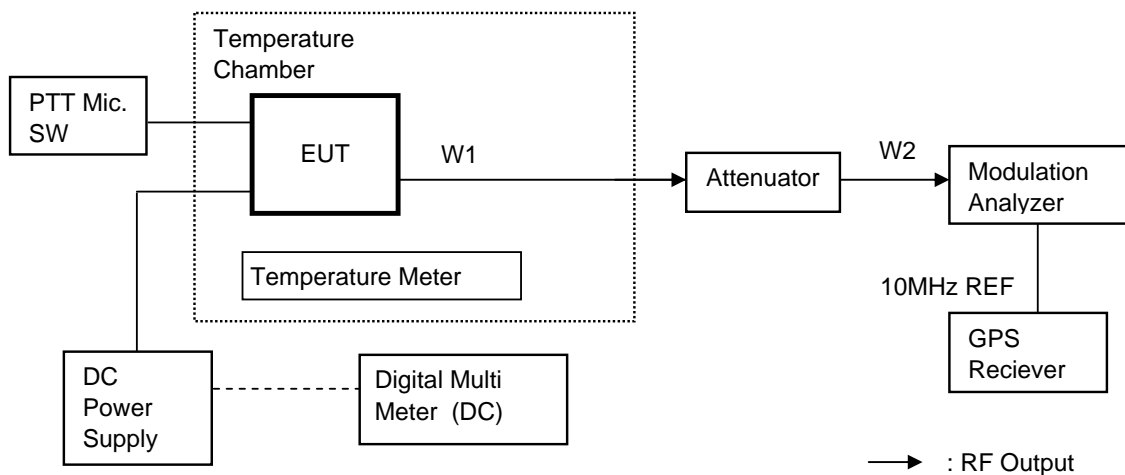 Temperature
Chamber
PTT Mic.
SW
EUT
W1
Attenuator
W2
Modulation
Analyzer
Temperature Meter
10MHz REF
GPS
Reciever
DC
Power
Supply
Digital Multi
Meter (DC)
: RF Output